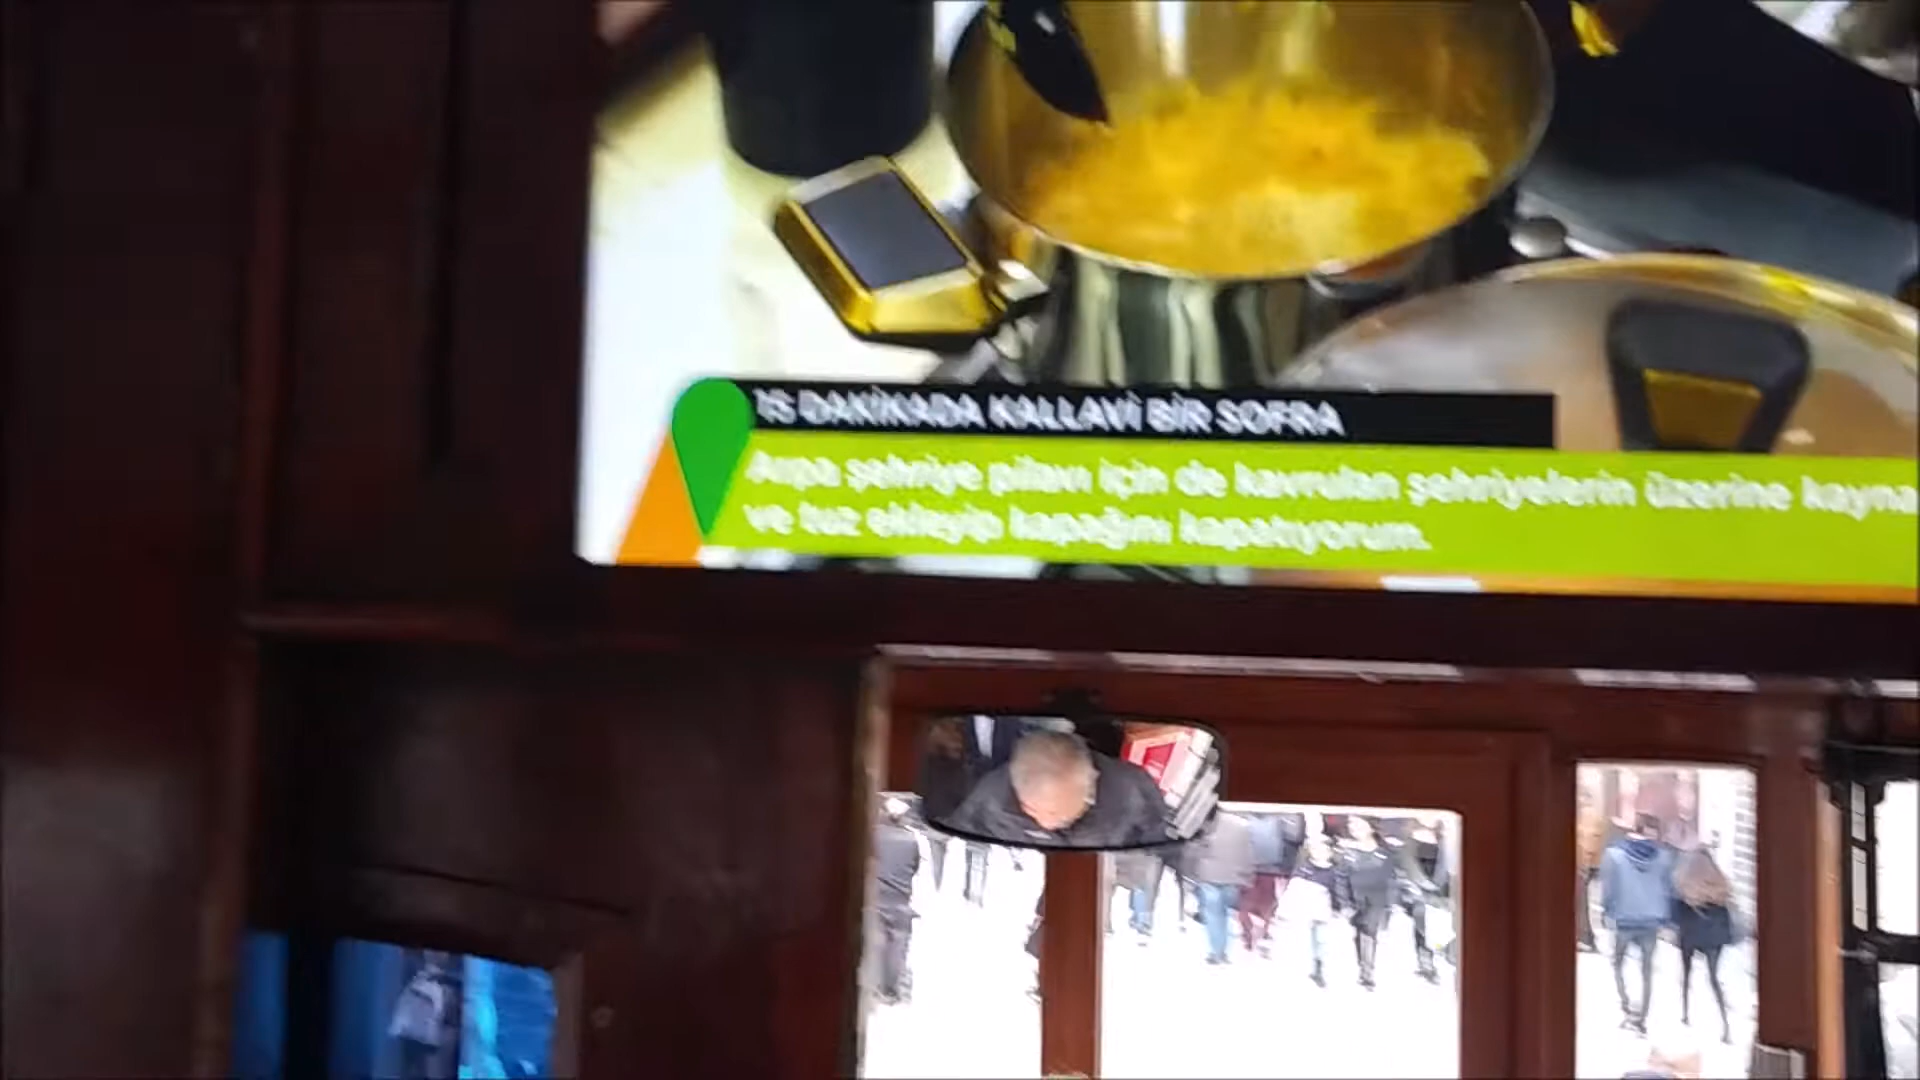 15 DAKİKADA KALLAVİ BİR SOFRA
Arpa şehriye pilavı için de kavrulan şehriyelerin üzerine kayna
ve tuz ekleyip kapağını kapatıyorum.